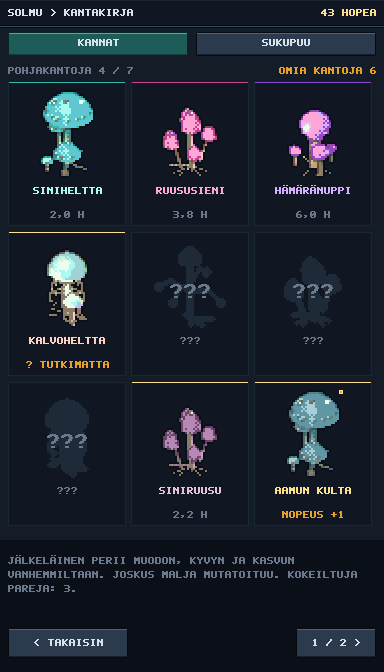 SOLMU > KANTAKIRJA 43 HOPEA
KANNAT SUKUPUU
POHJAKANTOJA 4 / 7 OMIA KANTOJA 6
SINIHELTTA RUUSUSIENI HÄMÄRÄNUPPI
2,0 H 3,8 H 6,0 H
??? ???
KALVOHELTTA ??? ???
? TUTKIMATTA
???
??? SINIRUUSU AAMUN KULTA
2,2 H NOPEUS +1
JÄLKELÄINEN PERII MUODON, KYVYN JA KASVUN
VANHEMMILTAAN. JOSKUS MALJA MUTATOITUU. KOKEILTUJA
PAREJA: 3.
< TAKAISIN 1 / 2 >